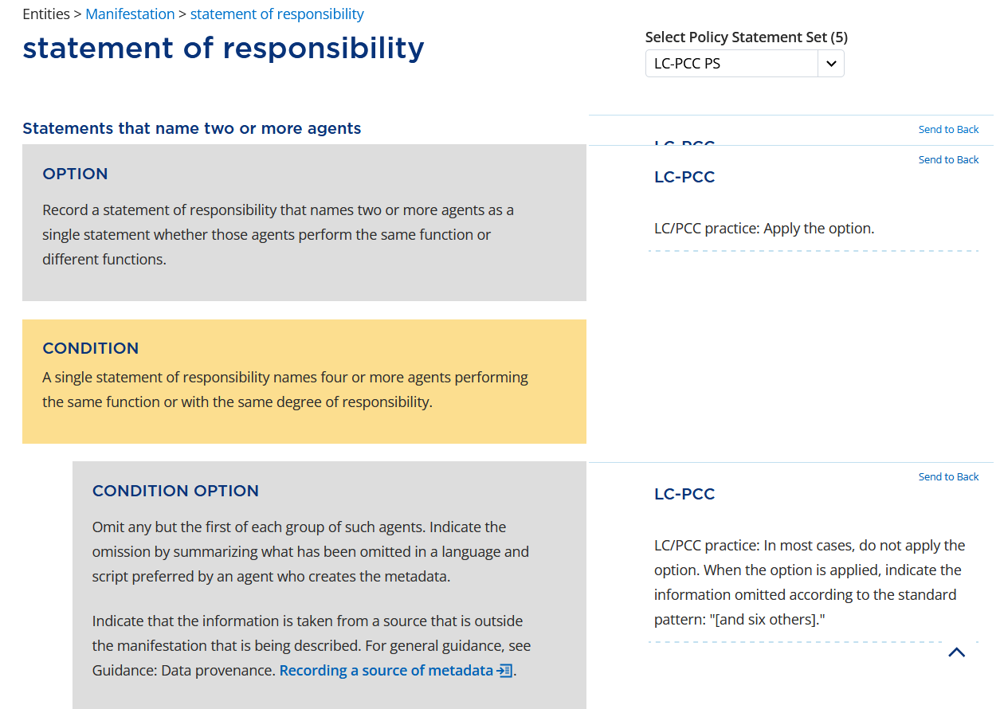 Entities > Manifestation > statement of responsibility
statement of responsibility
Select Policy Statement Set (5)
LC-PCC PS
Statements that name two or more agents
Send to Back
LC-PCC
OPTION
Record a statement of responsibility that names two or more agents as a
single statement whether those agents perform the same function or
different functions.
Send to Back
LC-PCC
LC/PCC practice: Apply the option.
CONDITION
A single statement of responsibility names four or more agents performing
the same function or with the same degree of responsibility.
CONDITION OPTION
Omit any but the first of each group of such agents. Indicate the
omission by summarizing what has been omitted in a language and
script preferred by an agent who creates the metadata.
Indicate that the information is taken from a source that is outside
the manifestation that is being described. For general guidance, see
Guidance: Data provenance. Recording a source of metadata.
Send to Back
LC-PCC
LC/PCC practice: In most cases, do not apply the
option. When the option is applied, indicate the
information omitted according to the standard
pattern: "[and six others]."